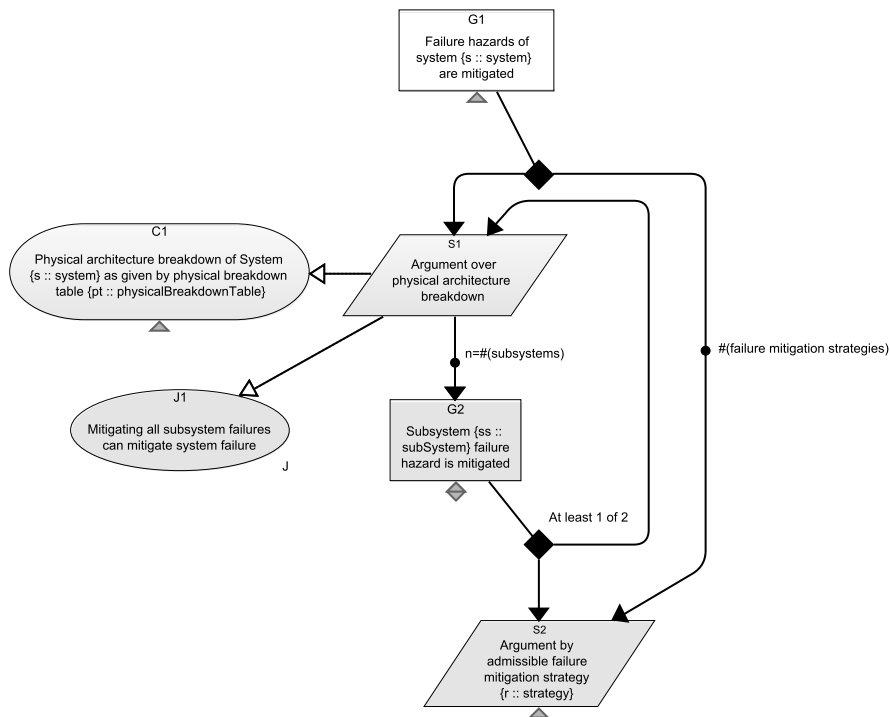 G1
Failure hazards of
system {s :: system}
are mitigated
C1
Physical architecture breakdown of System
{s :: system} as given by physical breakdown
table {pt :: physicalBreakdownTable}
S1
Argument over
physical architecture
breakdown
n=#(subsystems)
#(failure mitigation strategies)
J1
Mitigating all subsystem failures
can mitigate system failure
J
G2
Subsystem {ss ::
subSystem} failure
hazard is mitigated
At least 1 of 2
S2
Argument by
admissible failure
mitigation strategy
{r :: strategy}